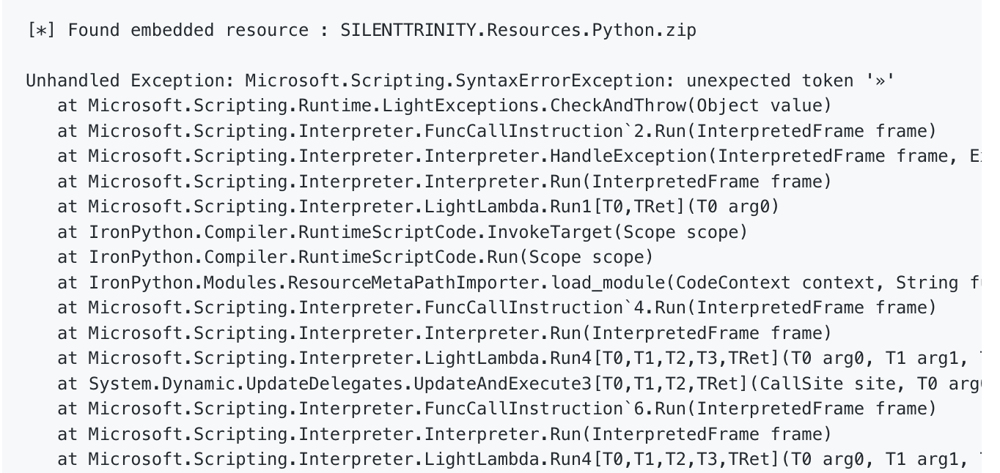 [*] Found embedded resource : SILENTTRINITY.Resources.Python.zip
Unhandled Exception: Microsoft.Scripting.SyntaxErrorException: unexpected token '»'
at Microsoft.Scripting.Runtime.LightExceptions.CheckAndThrow(Object value)
at Microsoft.Scripting.Interpreter.FuncCallInstruction`2.Run(InterpretedFrame frame)
at Microsoft.Scripting.Interpreter.Interpreter.HandleException(InterpretedFrame frame,
at Microsoft.Scripting.Interpreter.Interpreter.Run(InterpretedFrame frame)
at Microsoft.Scripting.Interpreter.LightLambda.Run1[T0,TRet](T0 arg0)
at IronPython.Compiler.RuntimeScriptCode.InvokeTarget(Scope scope)
at IronPython.Compiler.RuntimeScriptCode.Run(Scope scope)
at IronPython.Modules.ResourceMetaPathImporter.load_module(CodeContext context, String
at Microsoft.Scripting.Interpreter.FuncCallInstruction`4.Run(InterpretedFrame frame)
at Microsoft.Scripting.Interpreter.Interpreter.Run(InterpretedFrame frame)
at Microsoft.Scripting.Interpreter.LightLambda.Run4[T0,T1,T2,T3,TRet](T0 arg0, T1 arg1,
at System.Dynamic.UpdateDelegates.UpdateAndExecute3[T0,T1,T2,TRet](CallSite site, T0
at Microsoft.Scripting.Interpreter.FuncCallInstruction`6.Run(InterpretedFrame frame)
at Microsoft.Scripting.Interpreter.Interpreter.Run(InterpretedFrame frame)
at Microsoft.Scripting.Interpreter.LightLambda.Run4[T0,T1,T2,T3,TRet](T0 arg0, T1 arg1,